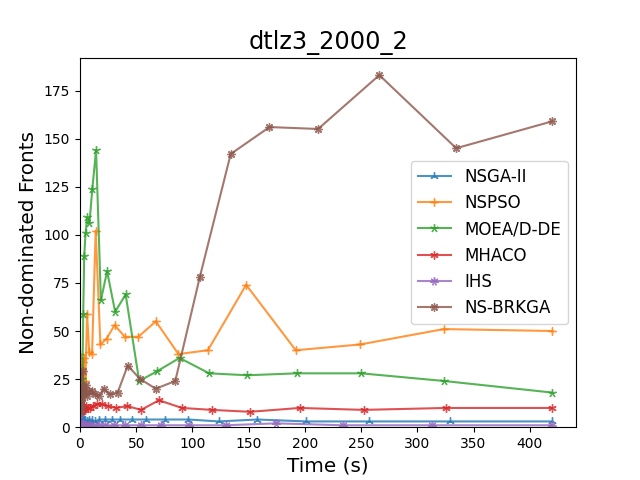 dtlz3_2000_2
Non-dominated Fronts
175
150
125
100
75
50
25
0
NSGA-II
NSPSO
MOEA/D-DE
MHACO
IHS
NS-BRKGA
0 50 100 150 200 250 300 350 400
Time (s)